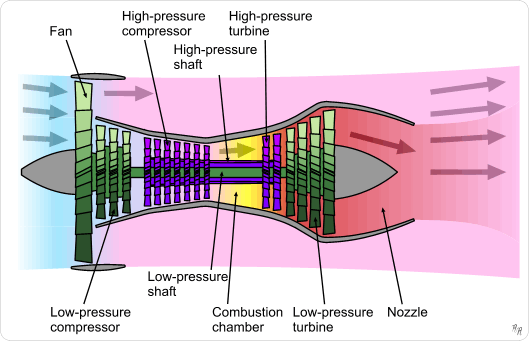 High-pressure
compressor
High-pressure
turbine
Fan
High-pressure
shaft
Low-pressure
shaft
Low-pressure
compressor
Combustion
chamber
Low-pressure
turbine
Nozzle